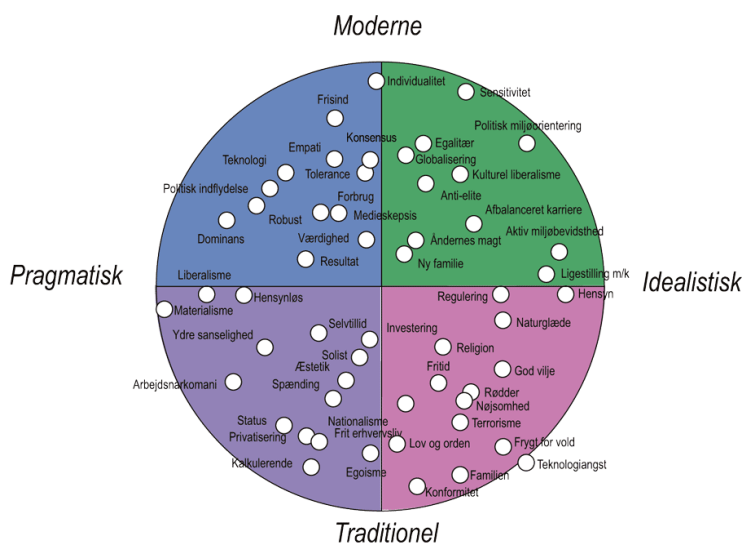 Moderne
Individualitet
Sensitivitet
Frisind
Politisk miljøorientering
Konsensus
Egalitær
Empati
Globalisering
Teknologi
Tolerance
Kulturel liberalisme
Politisk indflydelse
Anti-elite
Forbrug
Afbalanceret karriere
Robust
Medieskepsis
Aktiv miljøbevidsthed
Dominans
Værdighed
Åndernes magt
Resultat
Ny familie
Pragmatisk
Liberalisme
Ligestilling m/k
Idealistisk
Hensynløs
Regulering
Hensyn
Materialisme
Selvtillid
Investering
Naturglæde
Ydre sanselighed
Solist
Religion
Æstetik
Fritid
God vilje
Arbejdsnarkomani
Spænding
Rødder
Nøjsomhed
Status
Nationalisme
Terrorisme
Privatisering
Frit erhvervsliv
Lov og orden
Frygt for vold
Kalkulerende
Egoisme
Familien
Teknologiangst
Konformitet
Traditionel